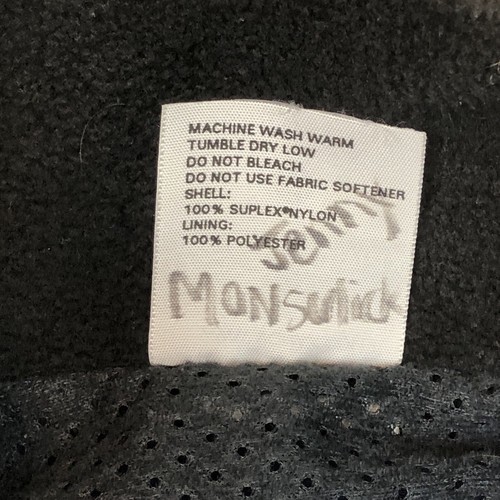 MACHINE WASH WARM
TUMBLE DRY LOW
DO NOT BLEACH
DO NOT USE FABRIC SOFTENER
SHELL:
100% SUPLEX®NYLON
LINING:
100% POLYESTER
Jenny